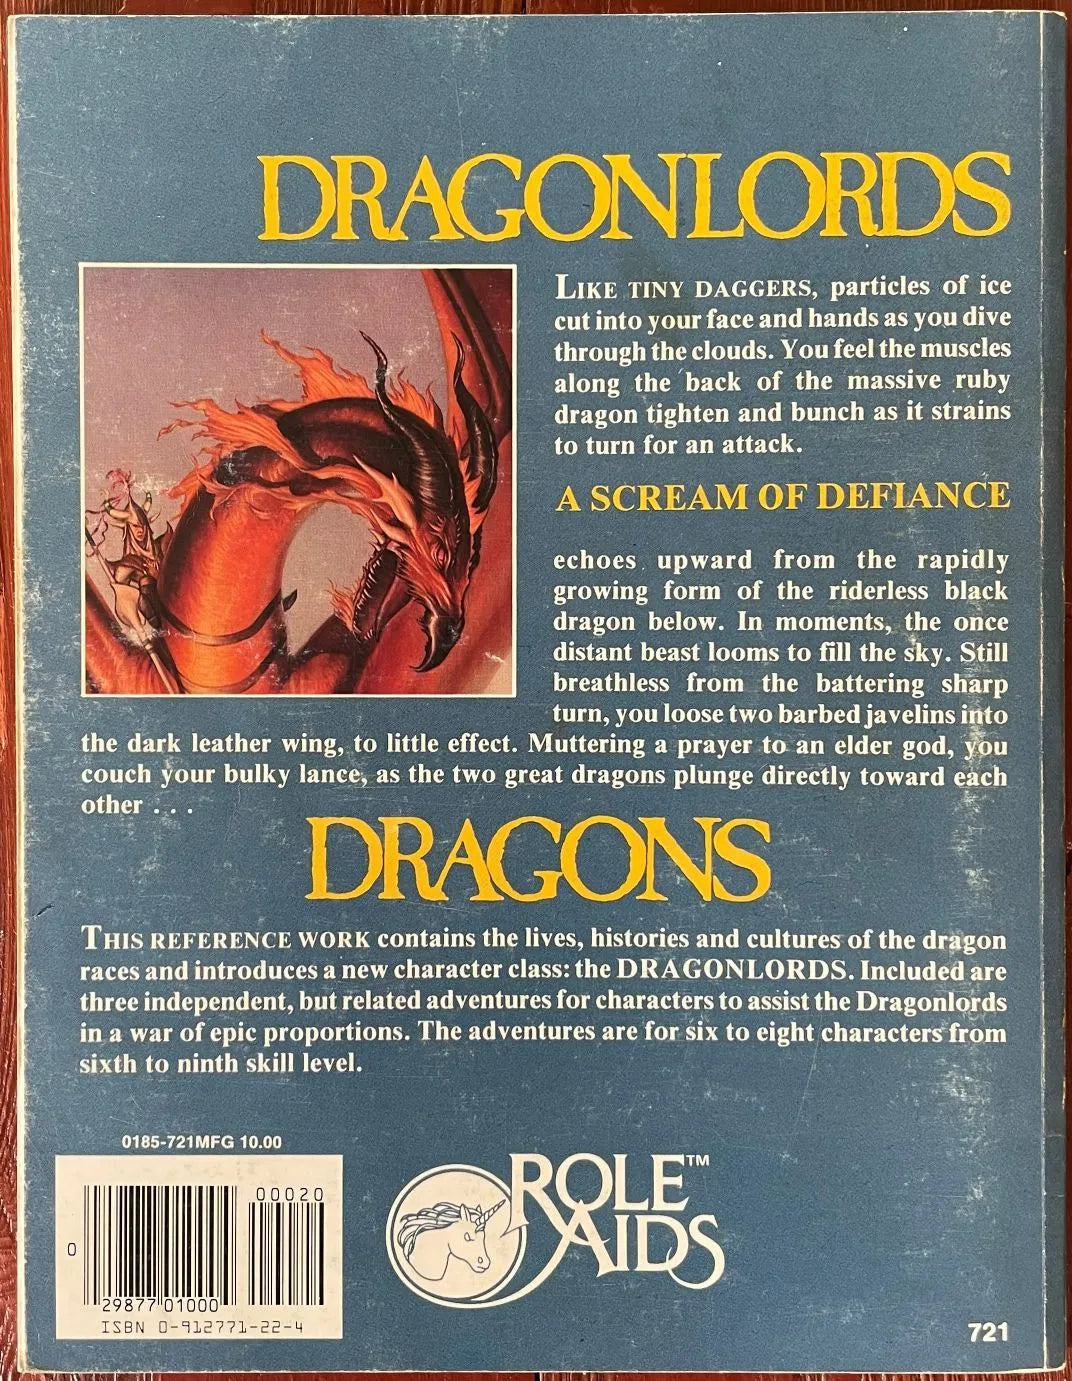 DRAGONLORDS
LIKE TINY DAGGERS, particles of ice
cut into your face and hands as you dive
through the clouds. You feel the muscles
along the back of the massive ruby
dragon tighten and bunch as it strains
to turn for an attack.
A SCREAM OF DEFIANCE
echoes upward from the rapidly
growing form of the riderless black
dragon below. In moments, the once
distant beast looms to fill the sky. Still
breathless from the battering sharp
turn, you loose two barbed javelins into
the dark leather wing, to little effect. Muttering a prayer to an elder god, you
couch your bulky lance, as the two great dragons plunge directly toward each
other . . .
DRAGONS
THIS REFERENCE WORK contains the lives, histories and cultures of the dragon
races and introduces a new character class: the DRAGONLORDS. Included are
three independent, but related adventures for characters to assist the Dragonlords
in a war of epic proportions. The adventures are for six to eight characters from
sixth to ninth skill level.
0185-721MFG 10.00
00020
0
29877 01000
ISBN 0-912771-22-4
ROLE™
AIDS
721